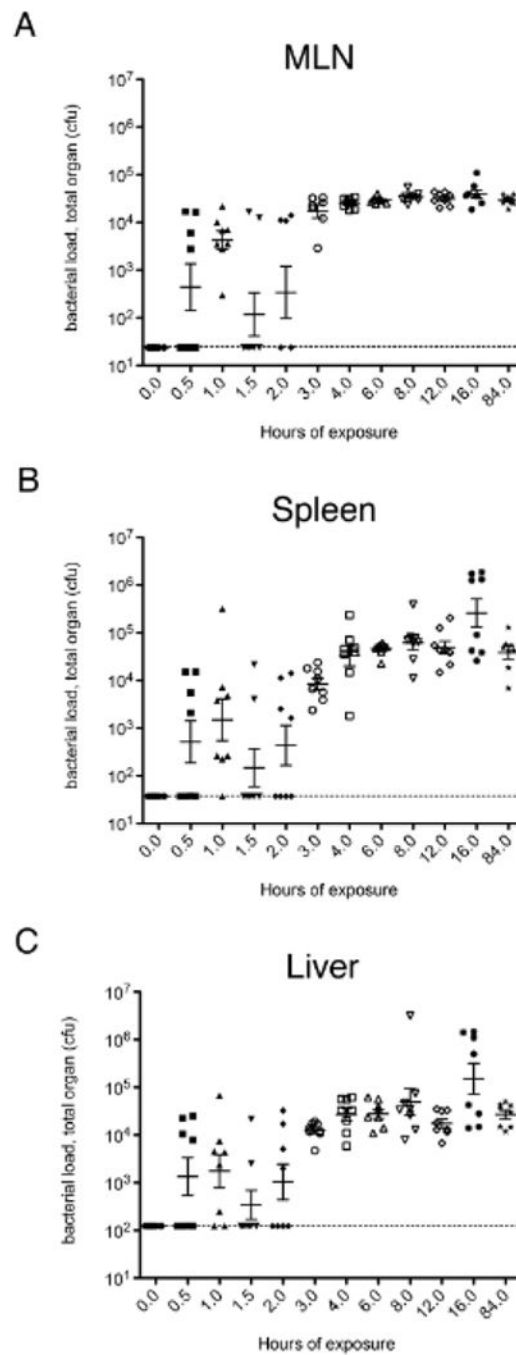 A
MLN
bacterial load, total organ (cfu)
10⁷
10⁶
10⁵
10⁴
10³
10²
10¹
0.0 0.5 1.0 1.5 2.0 3.0 4.0 6.0 8.0 12.0 16.0 84.0
Hours of exposure
B
Spleen
bacterial load, total organ (cfu)
10⁷
10⁶
10⁵
10⁴
10³
10²
10¹
0.0 0.5 1.0 1.5 2.0 3.0 4.0 6.0 8.0 12.0 16.0 84.0
Hours of exposure
C
Liver
bacterial load, total organ (cfu)
10⁷
10⁶
10⁵
10⁴
10³
10²
10¹
0.0 0.5 1.0 1.5 2.0 3.0 4.0 6.0 8.0 12.0 16.0 84.0
Hours of exposure